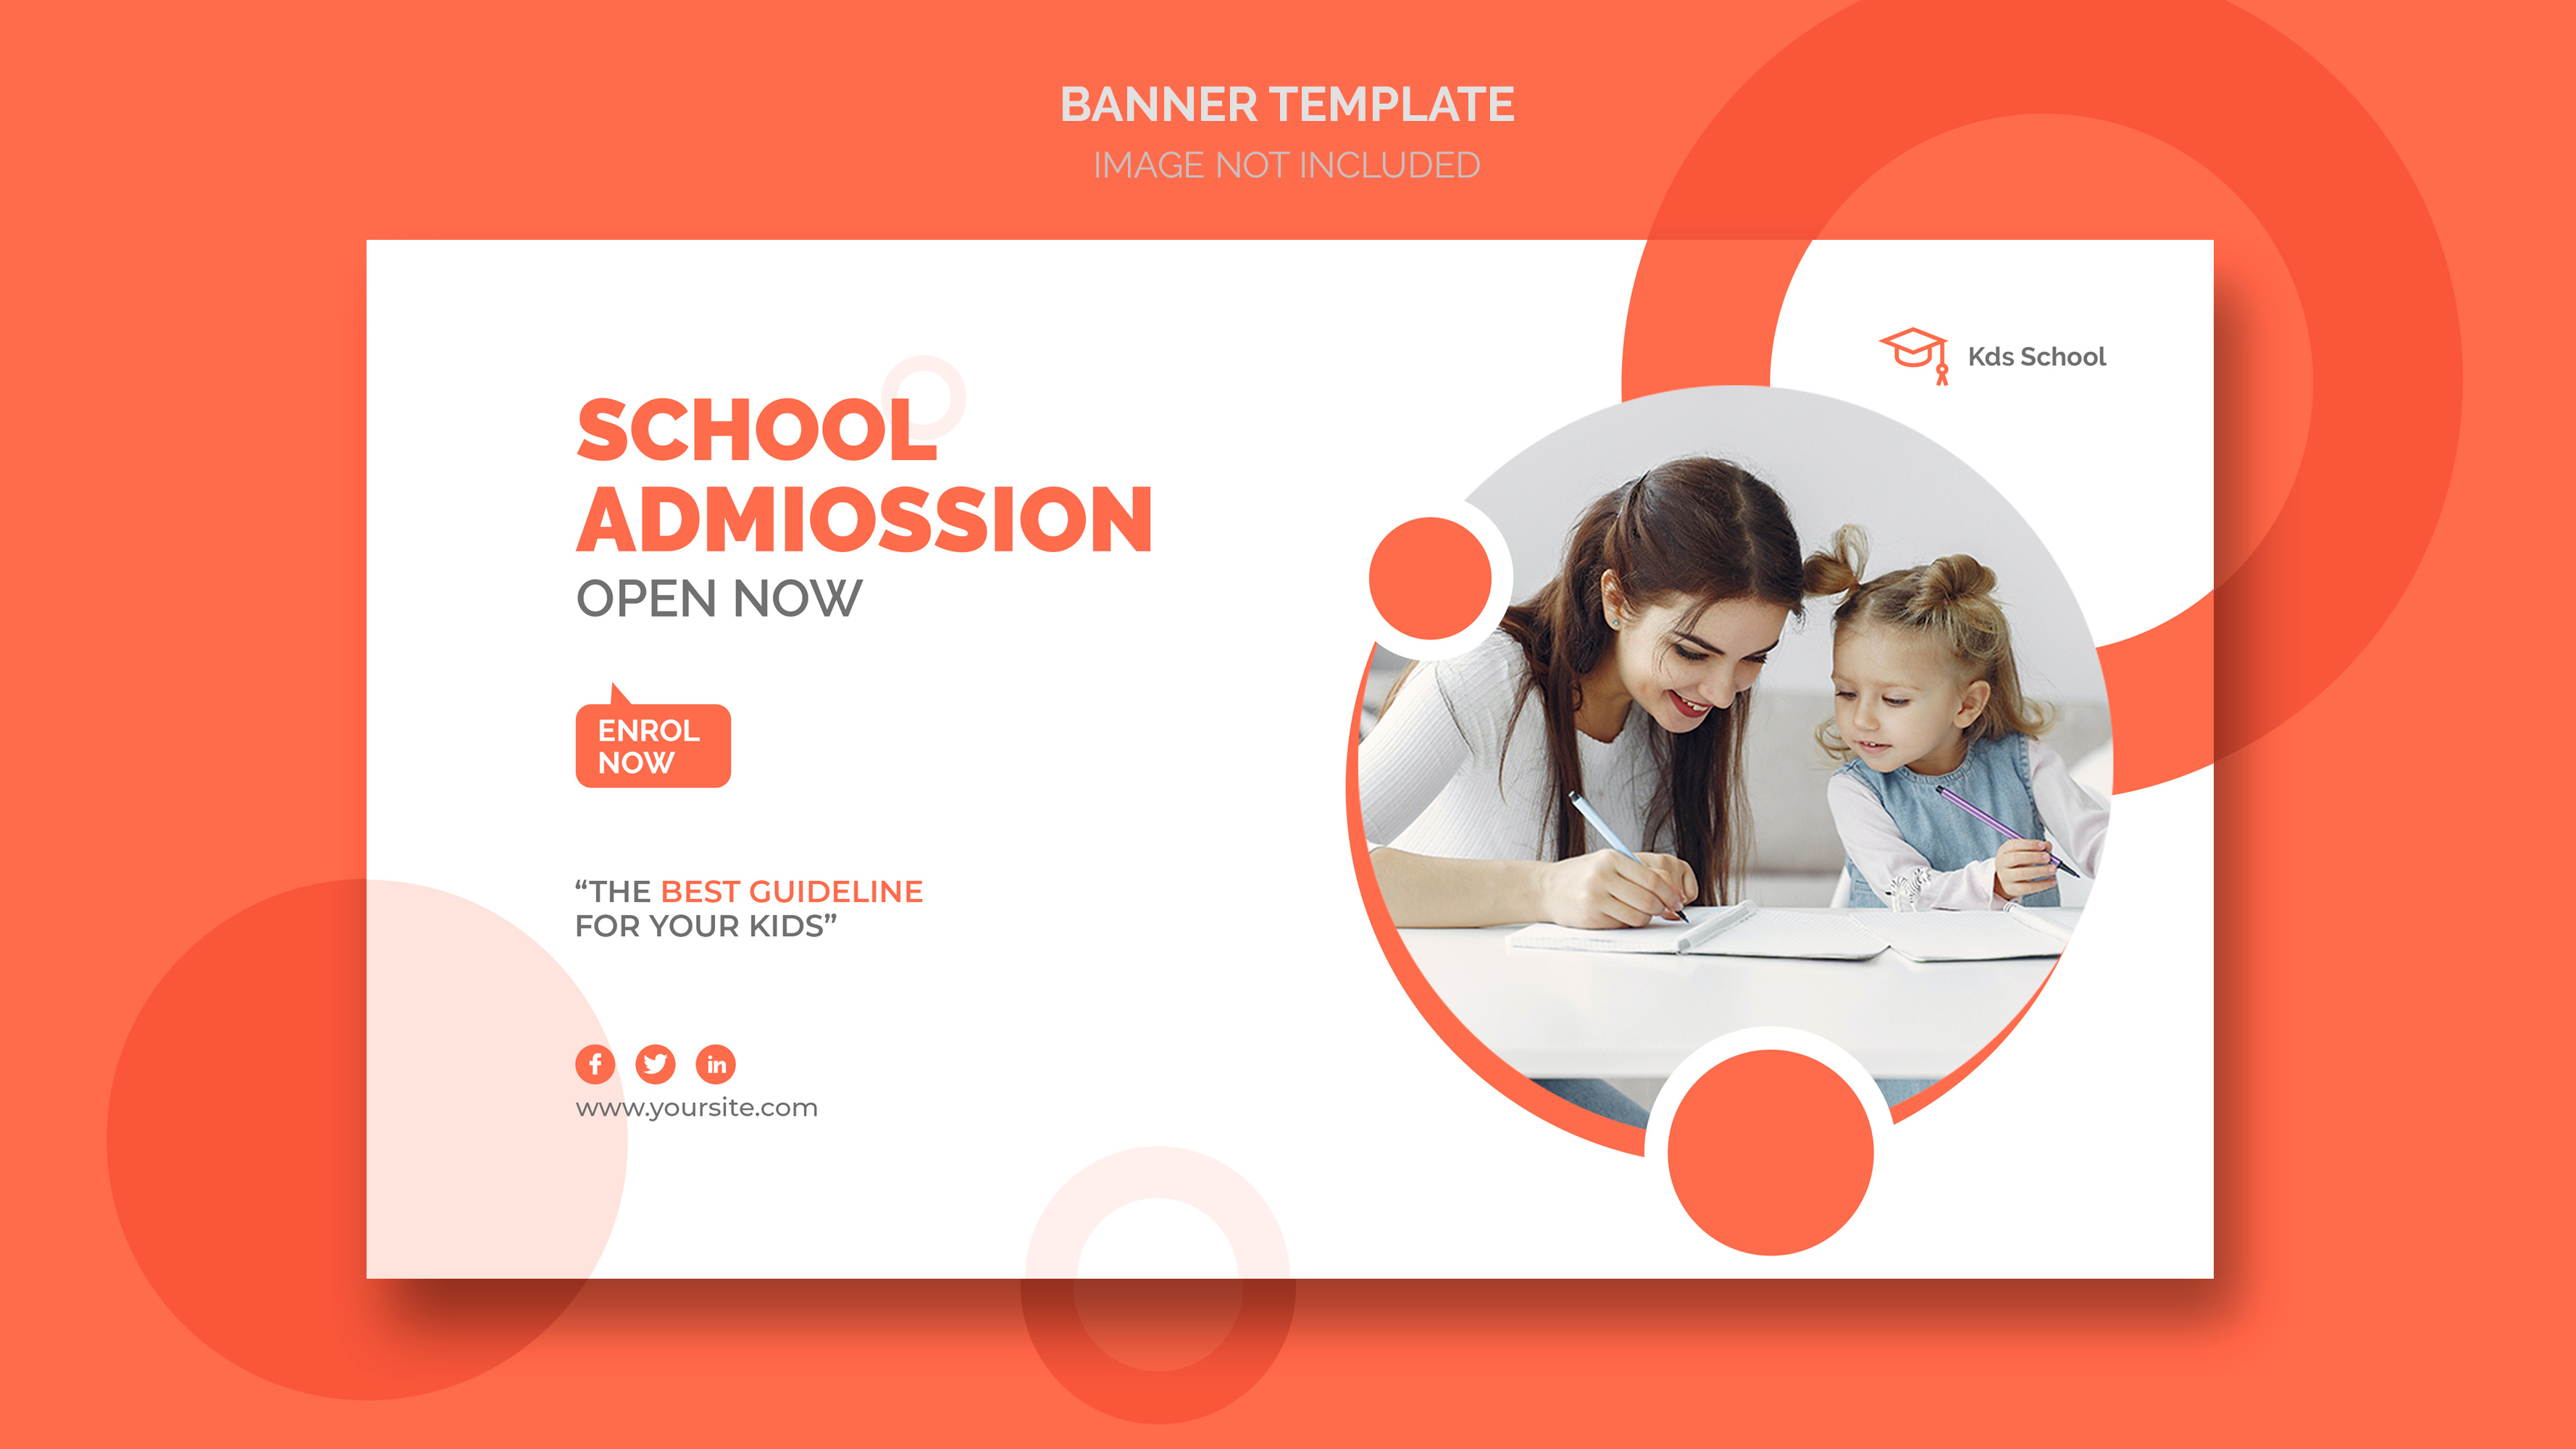 BANNER TEMPLATE
IMAGE NOT INCLUDED
Kds School
SCHOOL
ADMIOSSION
OPEN NOW
ENROL
NOW
“THE BEST GUIDELINE
FOR YOUR KIDS”
f in
www.yoursite.com